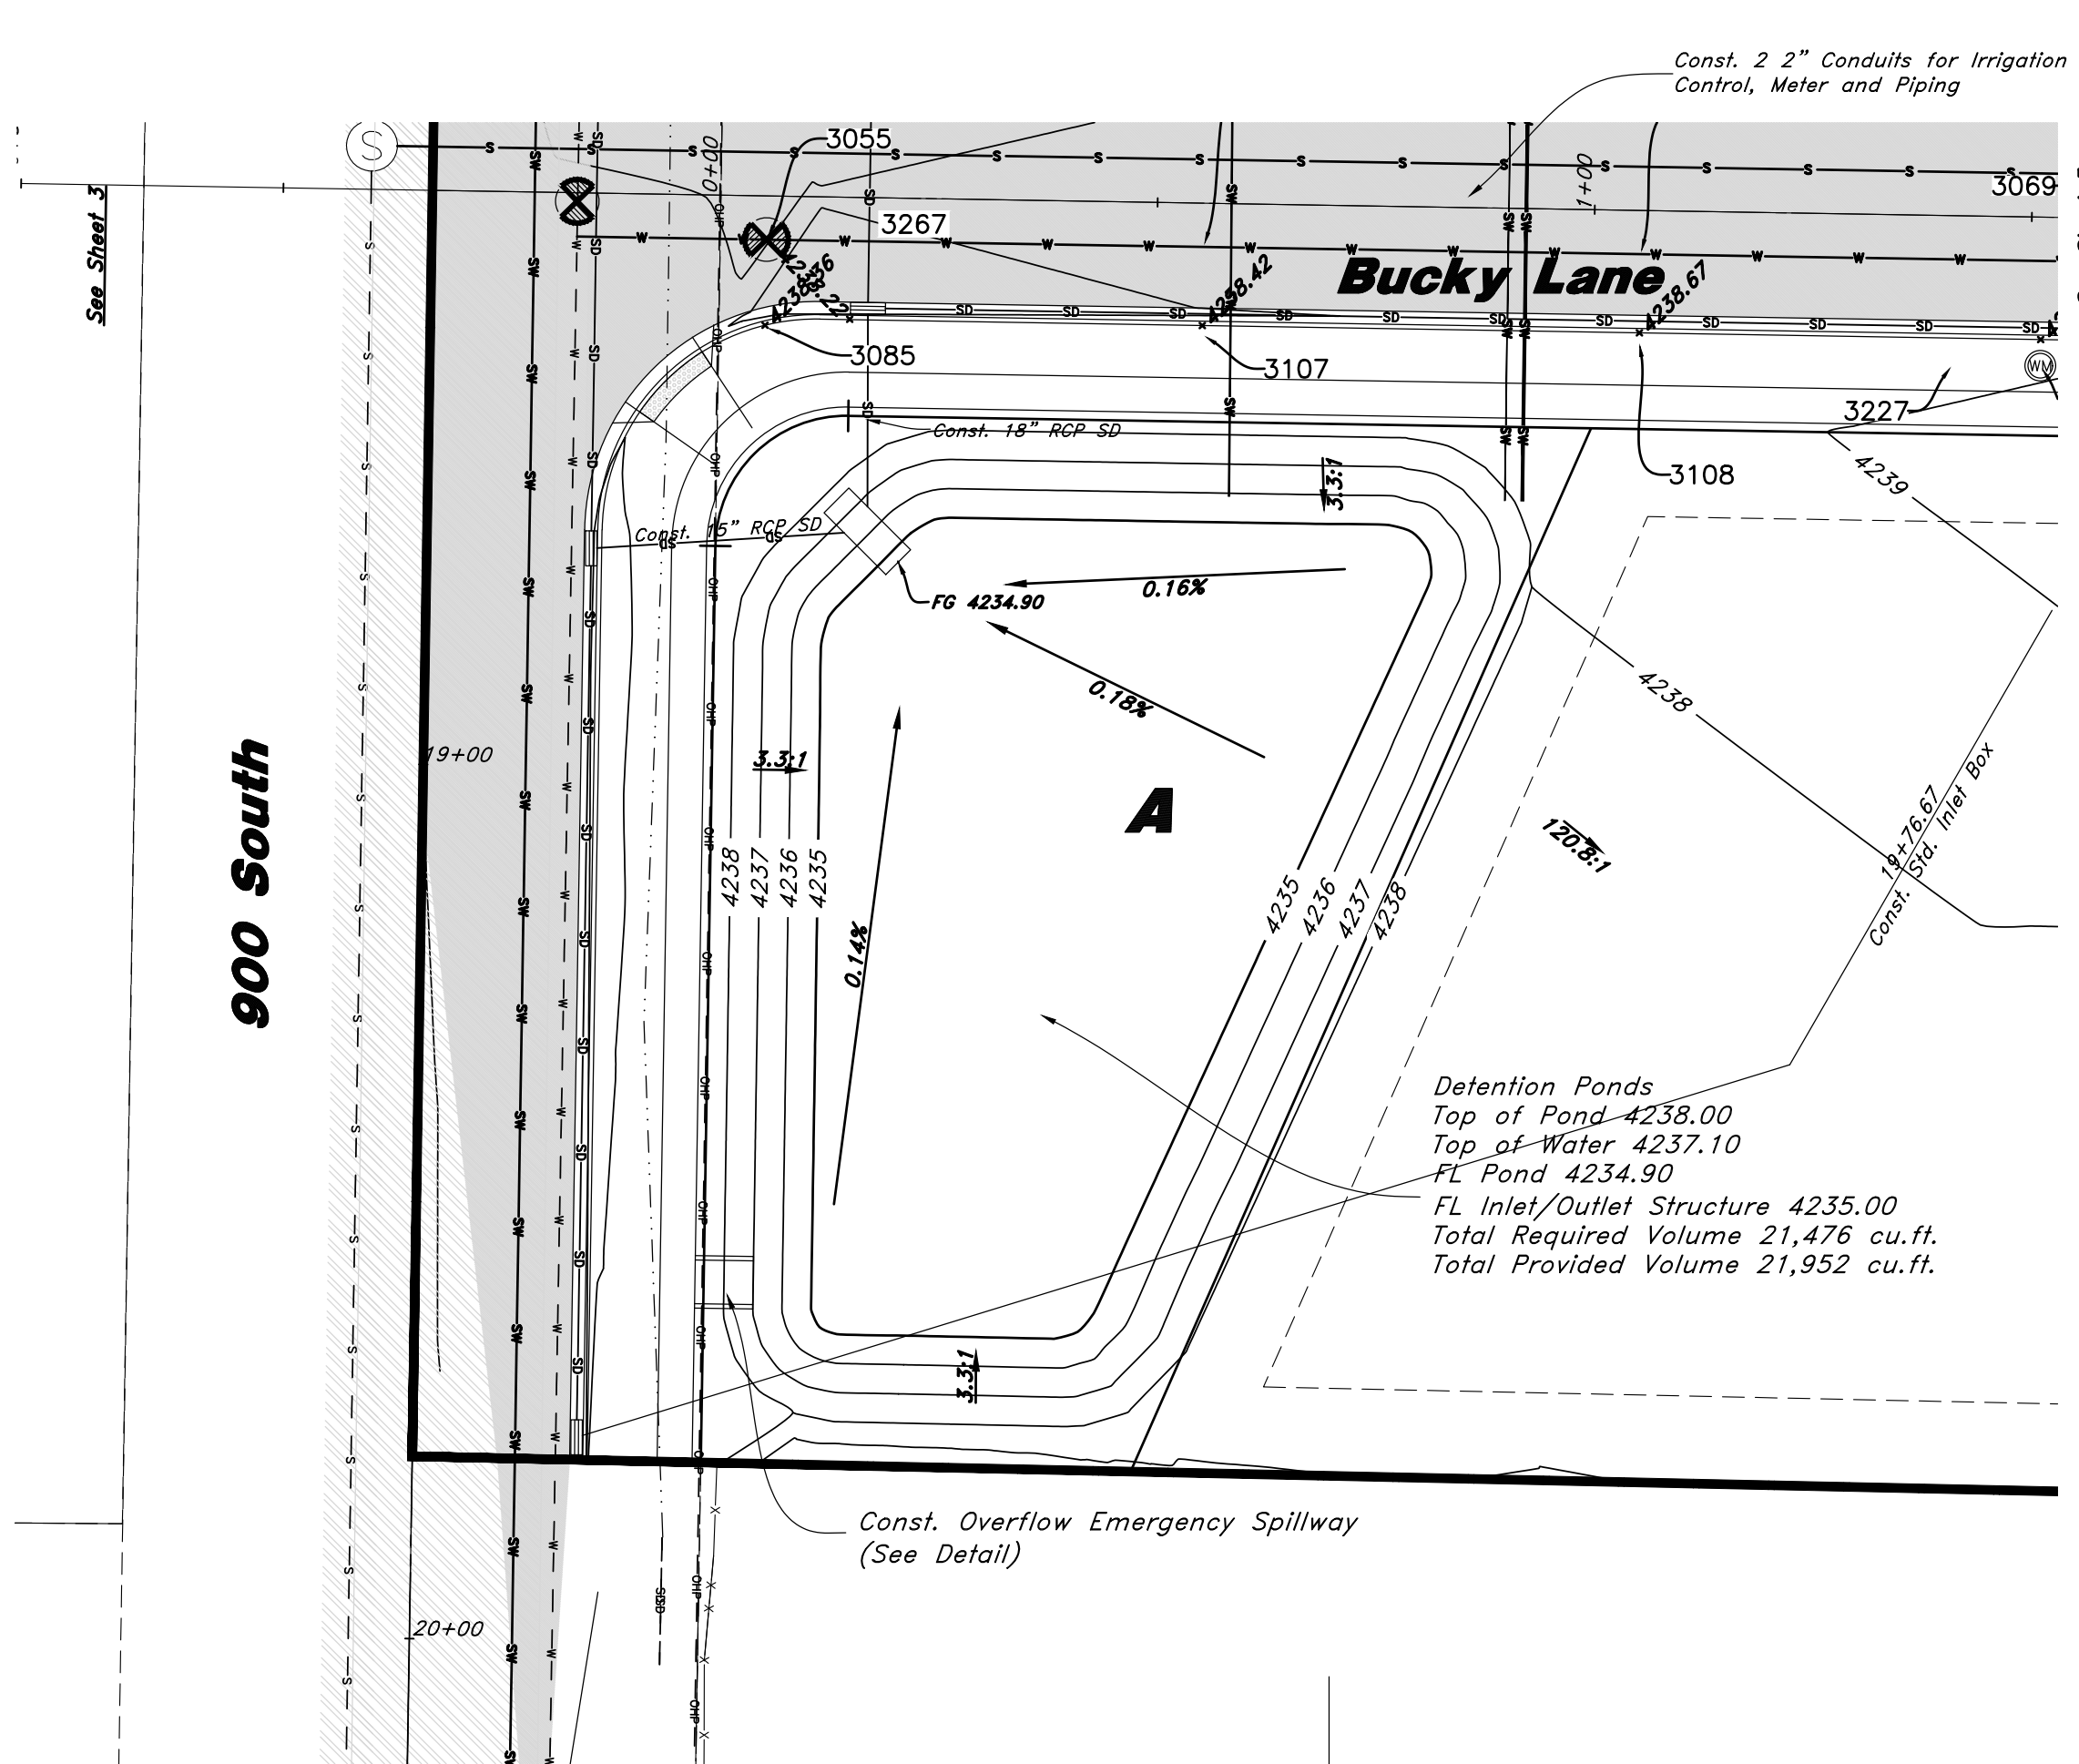 Const. 2 2” Conduits for Irrigation
Control, Meter and Piping
See Sheet 3
S
0+00
3055
1+00
3069
3267
Bucky Lane
4238.36
4238.42
4238.67
3085
3107
WM
3227
3108
Const. 18” RCP SD
4239
3.3:1
Const. 15” RCP SD
0.16%
FG 4234.90
0.18%
4238
19+00
3.3:1
900 South
A
4238
4237
4236
4235
0.14%
4235
4236
4237
4238
120.8:1
19+76.67
Const. Std. Inlet Box
Detention Ponds
Top of Pond 4238.00
Top of Water 4237.10
FL Pond 4234.90
FL Inlet/Outlet Structure 4235.00
Total Required Volume 21,476 cu.ft.
Total Provided Volume 21,952 cu.ft.
3.3:1
Const. Overflow Emergency Spillway
(See Detail)
20+00